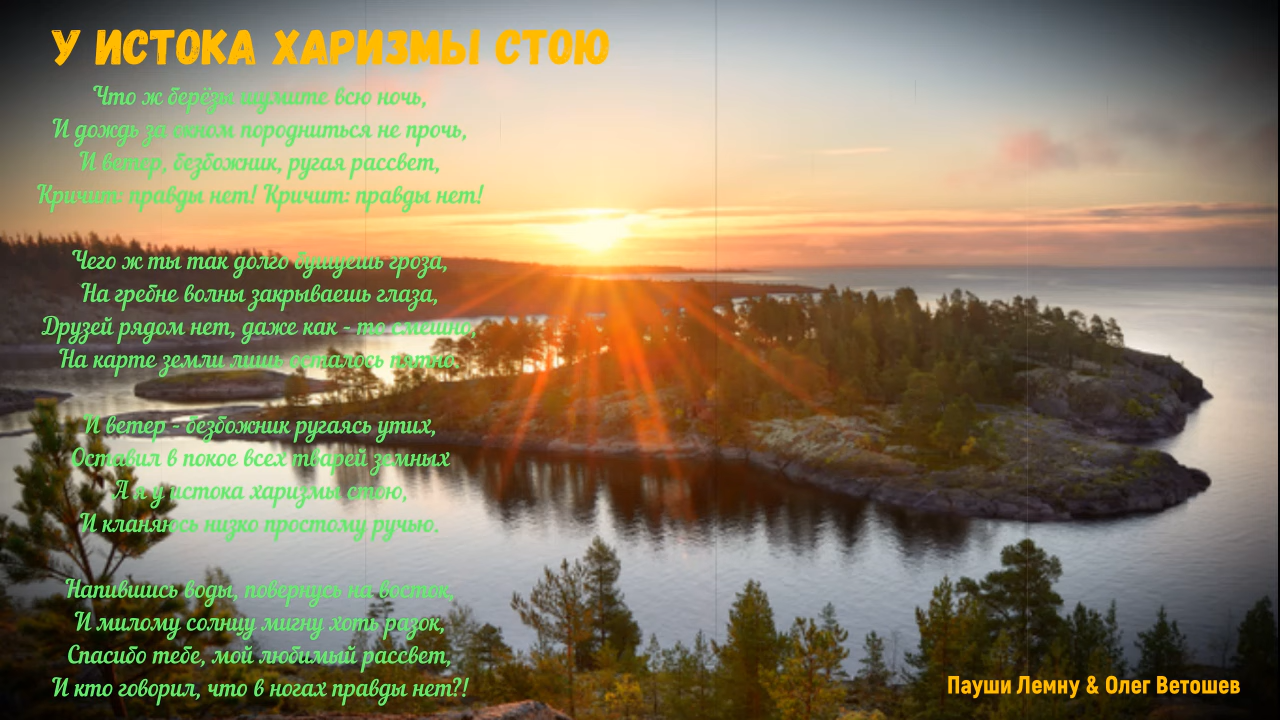 У ИСТОКА ХАРИЗМЫ СТОЮ
Что ж берёзы шумите всю ночь,
И дождь за окном породниться не прочь,
И ветер, безбожник, ругая рассвет,
Кричит: правды нет! Кричит: правды нет!
Чего ж ты так долго бушуешь гроза,
На гребне волны закрываешь глаза,
Друзей рядом нет, даже как - то смешно,
На карте земли лишь осталось пятно.
И ветер - безбожник ругаясь утих,
Оставил в покое всех тварей земных
А я у истока харизмы стою,
И кланяюсь низко простому ручью.
Напившись воды, повернусь на восток,
И милому солнцу мигну хоть разок,
Спасибо тебе, мой любимый рассвет,
И кто говорил, что в ногах правды нет?!
Пауши Лемну & Олег Ветошев